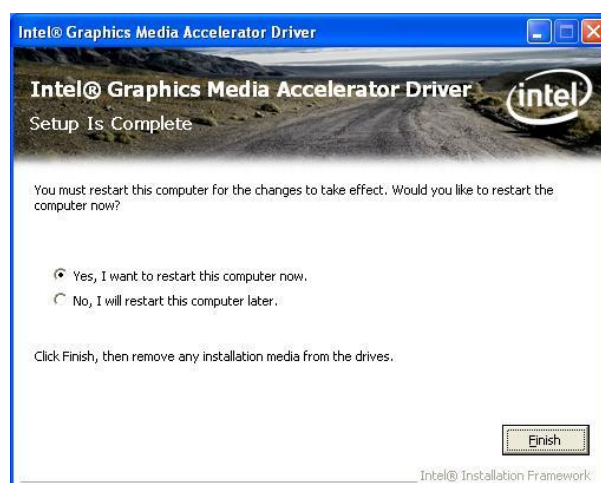 Intel® Graphics Media Accelerator Driver
Intel® Graphics Media Accelerator Driver
Setup Is Complete
intel
You must restart this computer for the changes to take effect. Would you like to restart the
computer now?
Yes, I want to restart this computer now.
No, I will restart this computer later.
Click Finish, then remove any installation media from the drives.
Finish
Intel® Installation Framework